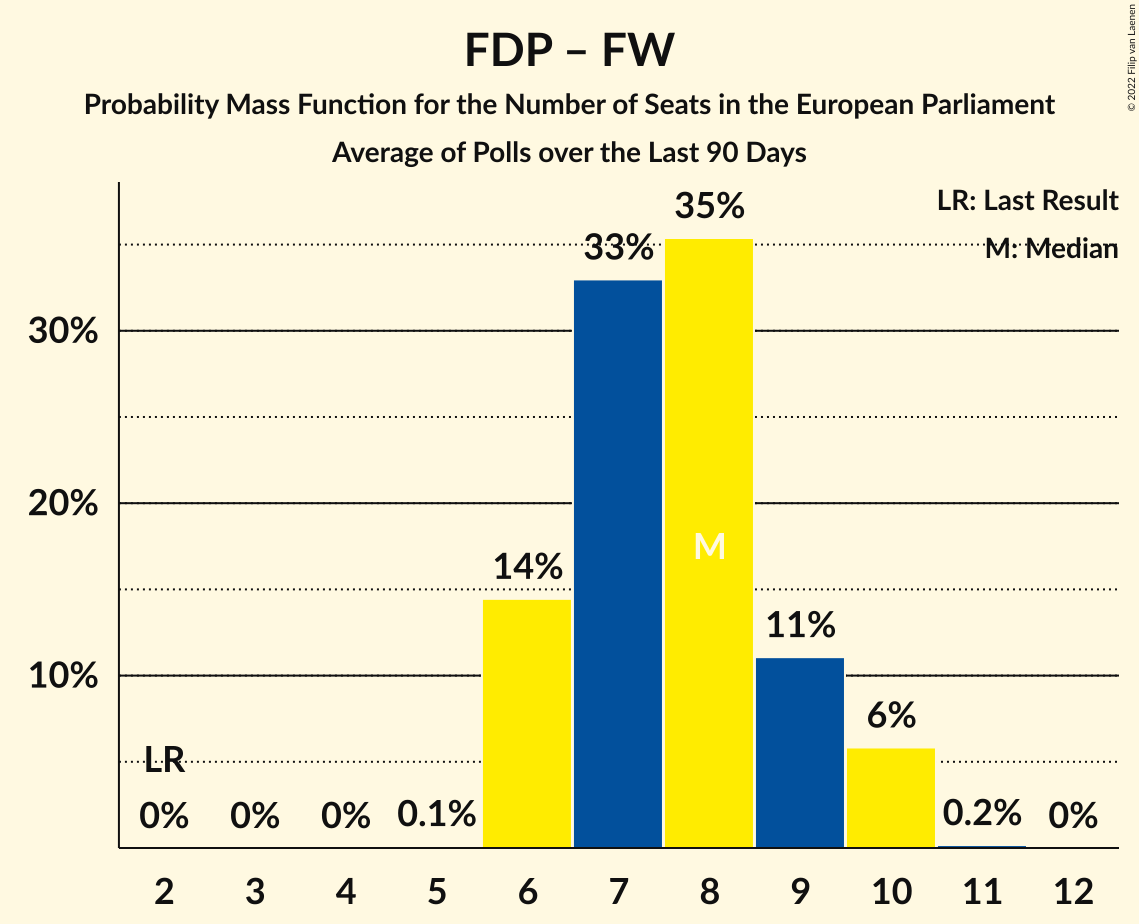 FDP – FW
Probability Mass Function for the Number of Seats in the European Parliament
Average of Polls over the Last 90 Days
© 2022 Filip van Laenen
LR: Last Result
M: Median
30%
20%
10%
LR
0%
0%
0%
0.1%
14%
33%
35%
M
11%
6%
0.2%
0%
2 3 4 5 6 7 8 9 10 11 12